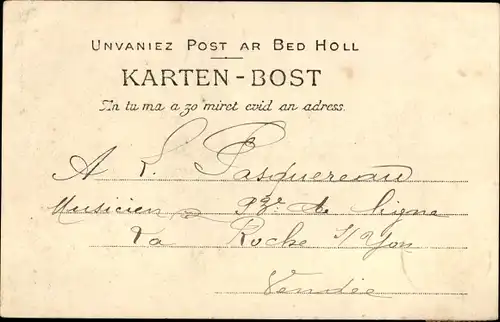 UNVANIEZ POST AR BED HOLL
KARTEN-BOST
An tu ma a zo miret evid an adress.
A L. Pasquereau
Musicien 93e de ligne
La Roche s/Yon
Vendée